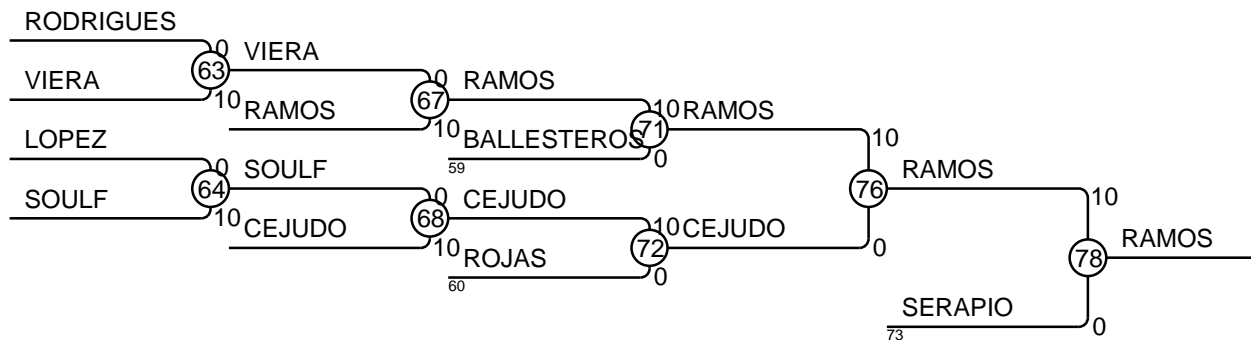 RODRIGUES
0
63
VIERA
0
VIERA
10
67
RAMOS
10
RAMOS
10
71
RAMOS
10
LOPEZ
BALLESTEROS
0
59
0
64
SOULF
0
76
RAMOS
10
SOULF
10
68
CEJUDO
10
CEJUDO
10
72
CEJUDO
0
RAMOS
ROJAS
0
78
60
SERAPIO
0
73